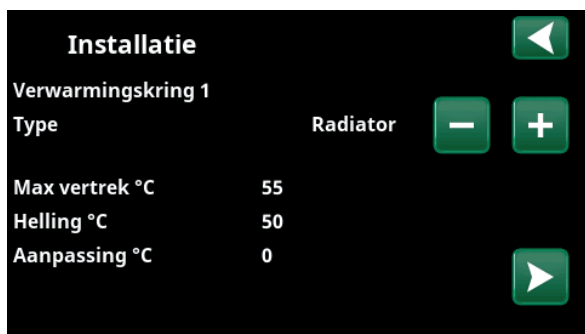 Installatie
Verwarmingskring 1
Type Radiator
Max vertrek °C 55
Helling °C 50
Aanpassing °C 0